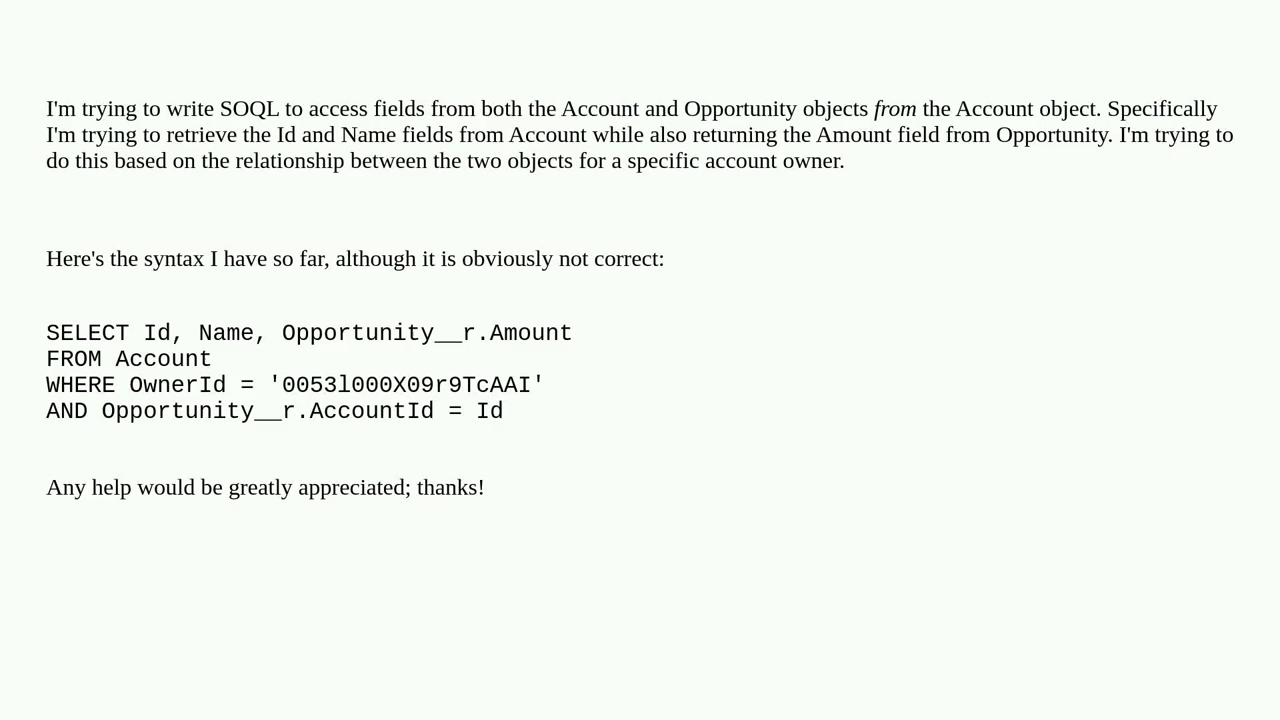 I'm trying to write SOQL to access fields from both the Account and Opportunity objects from the Account object. Specifically
I'm trying to retrieve the Id and Name fields from Account while also returning the Amount field from Opportunity. I'm trying to
do this based on the relationship between the two objects for a specific account owner.
Here's the syntax I have so far, although it is obviously not correct:
SELECT Id, Name, Opportunity__r.Amount
FROM Account
WHERE OwnerId = '0053l000X09r9TcAAI'
AND Opportunity__r.AccountId = Id
Any help would be greatly appreciated; thanks!